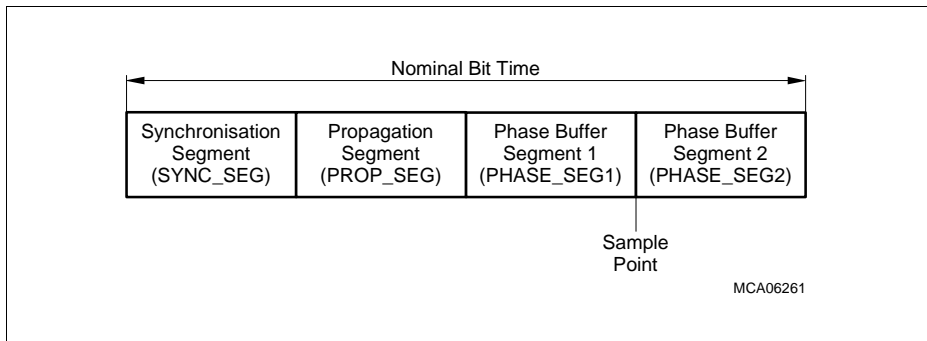 Nominal Bit Time
Synchronisation
Segment
(SYNC_SEG)
Propagation
Segment
(PROP_SEG)
Phase Buffer
Segment 1
(PHASE_SEG1)
Phase Buffer
Segment 2
(PHASE_SEG2)
Sample
Point
MCA06261